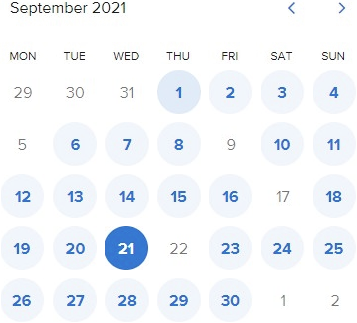 September 2021
MON TUE WED THU FRI SAT SUN
29 30 31 1 2 3 4
5 6 7 8 9 10 11
12 13 14 15 16 17 18
19 20 21 22 23 24 25
26 27 28 29 30 1 2